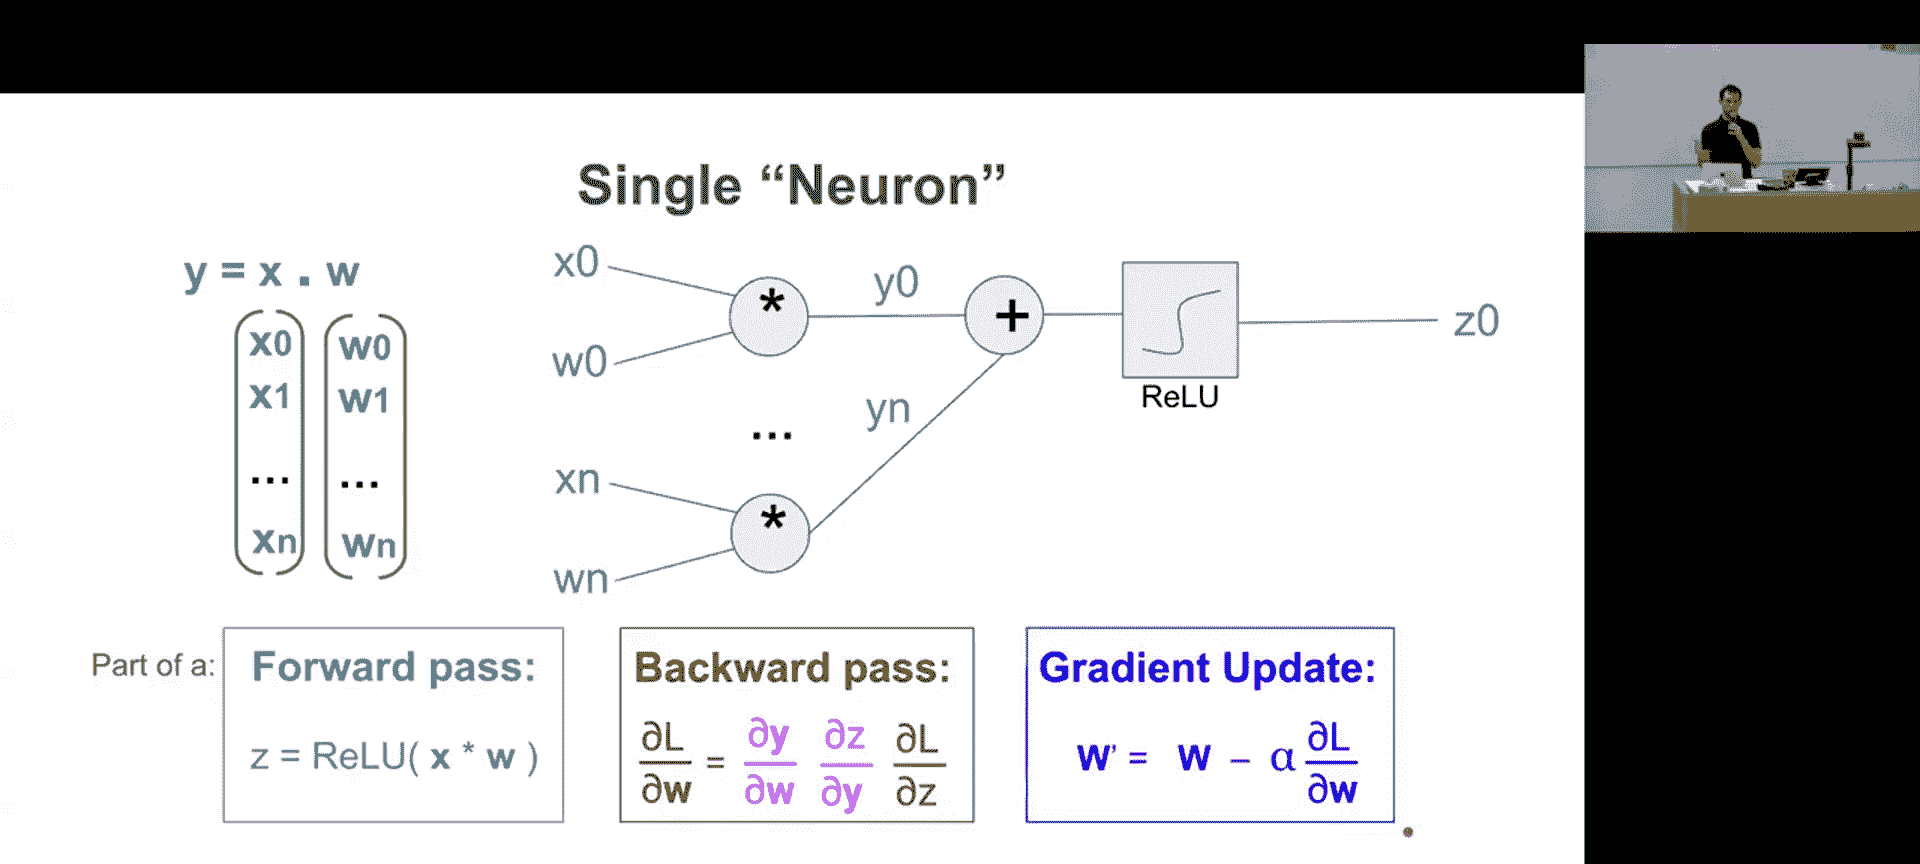 Single “Neuron”
y = x . w
x0 w0
x1 w1
... ...
xn wn
x0
w0
*
y0
+
ReLU
z0
...
yn
xn
wn
*
Part of a:
Forward pass:
z = ReLU( x * w )
Backward pass:
∂L/∂w = ∂y/∂w ∂z/∂y ∂L/∂z
Gradient Update:
w' = w - α ∂L/∂w